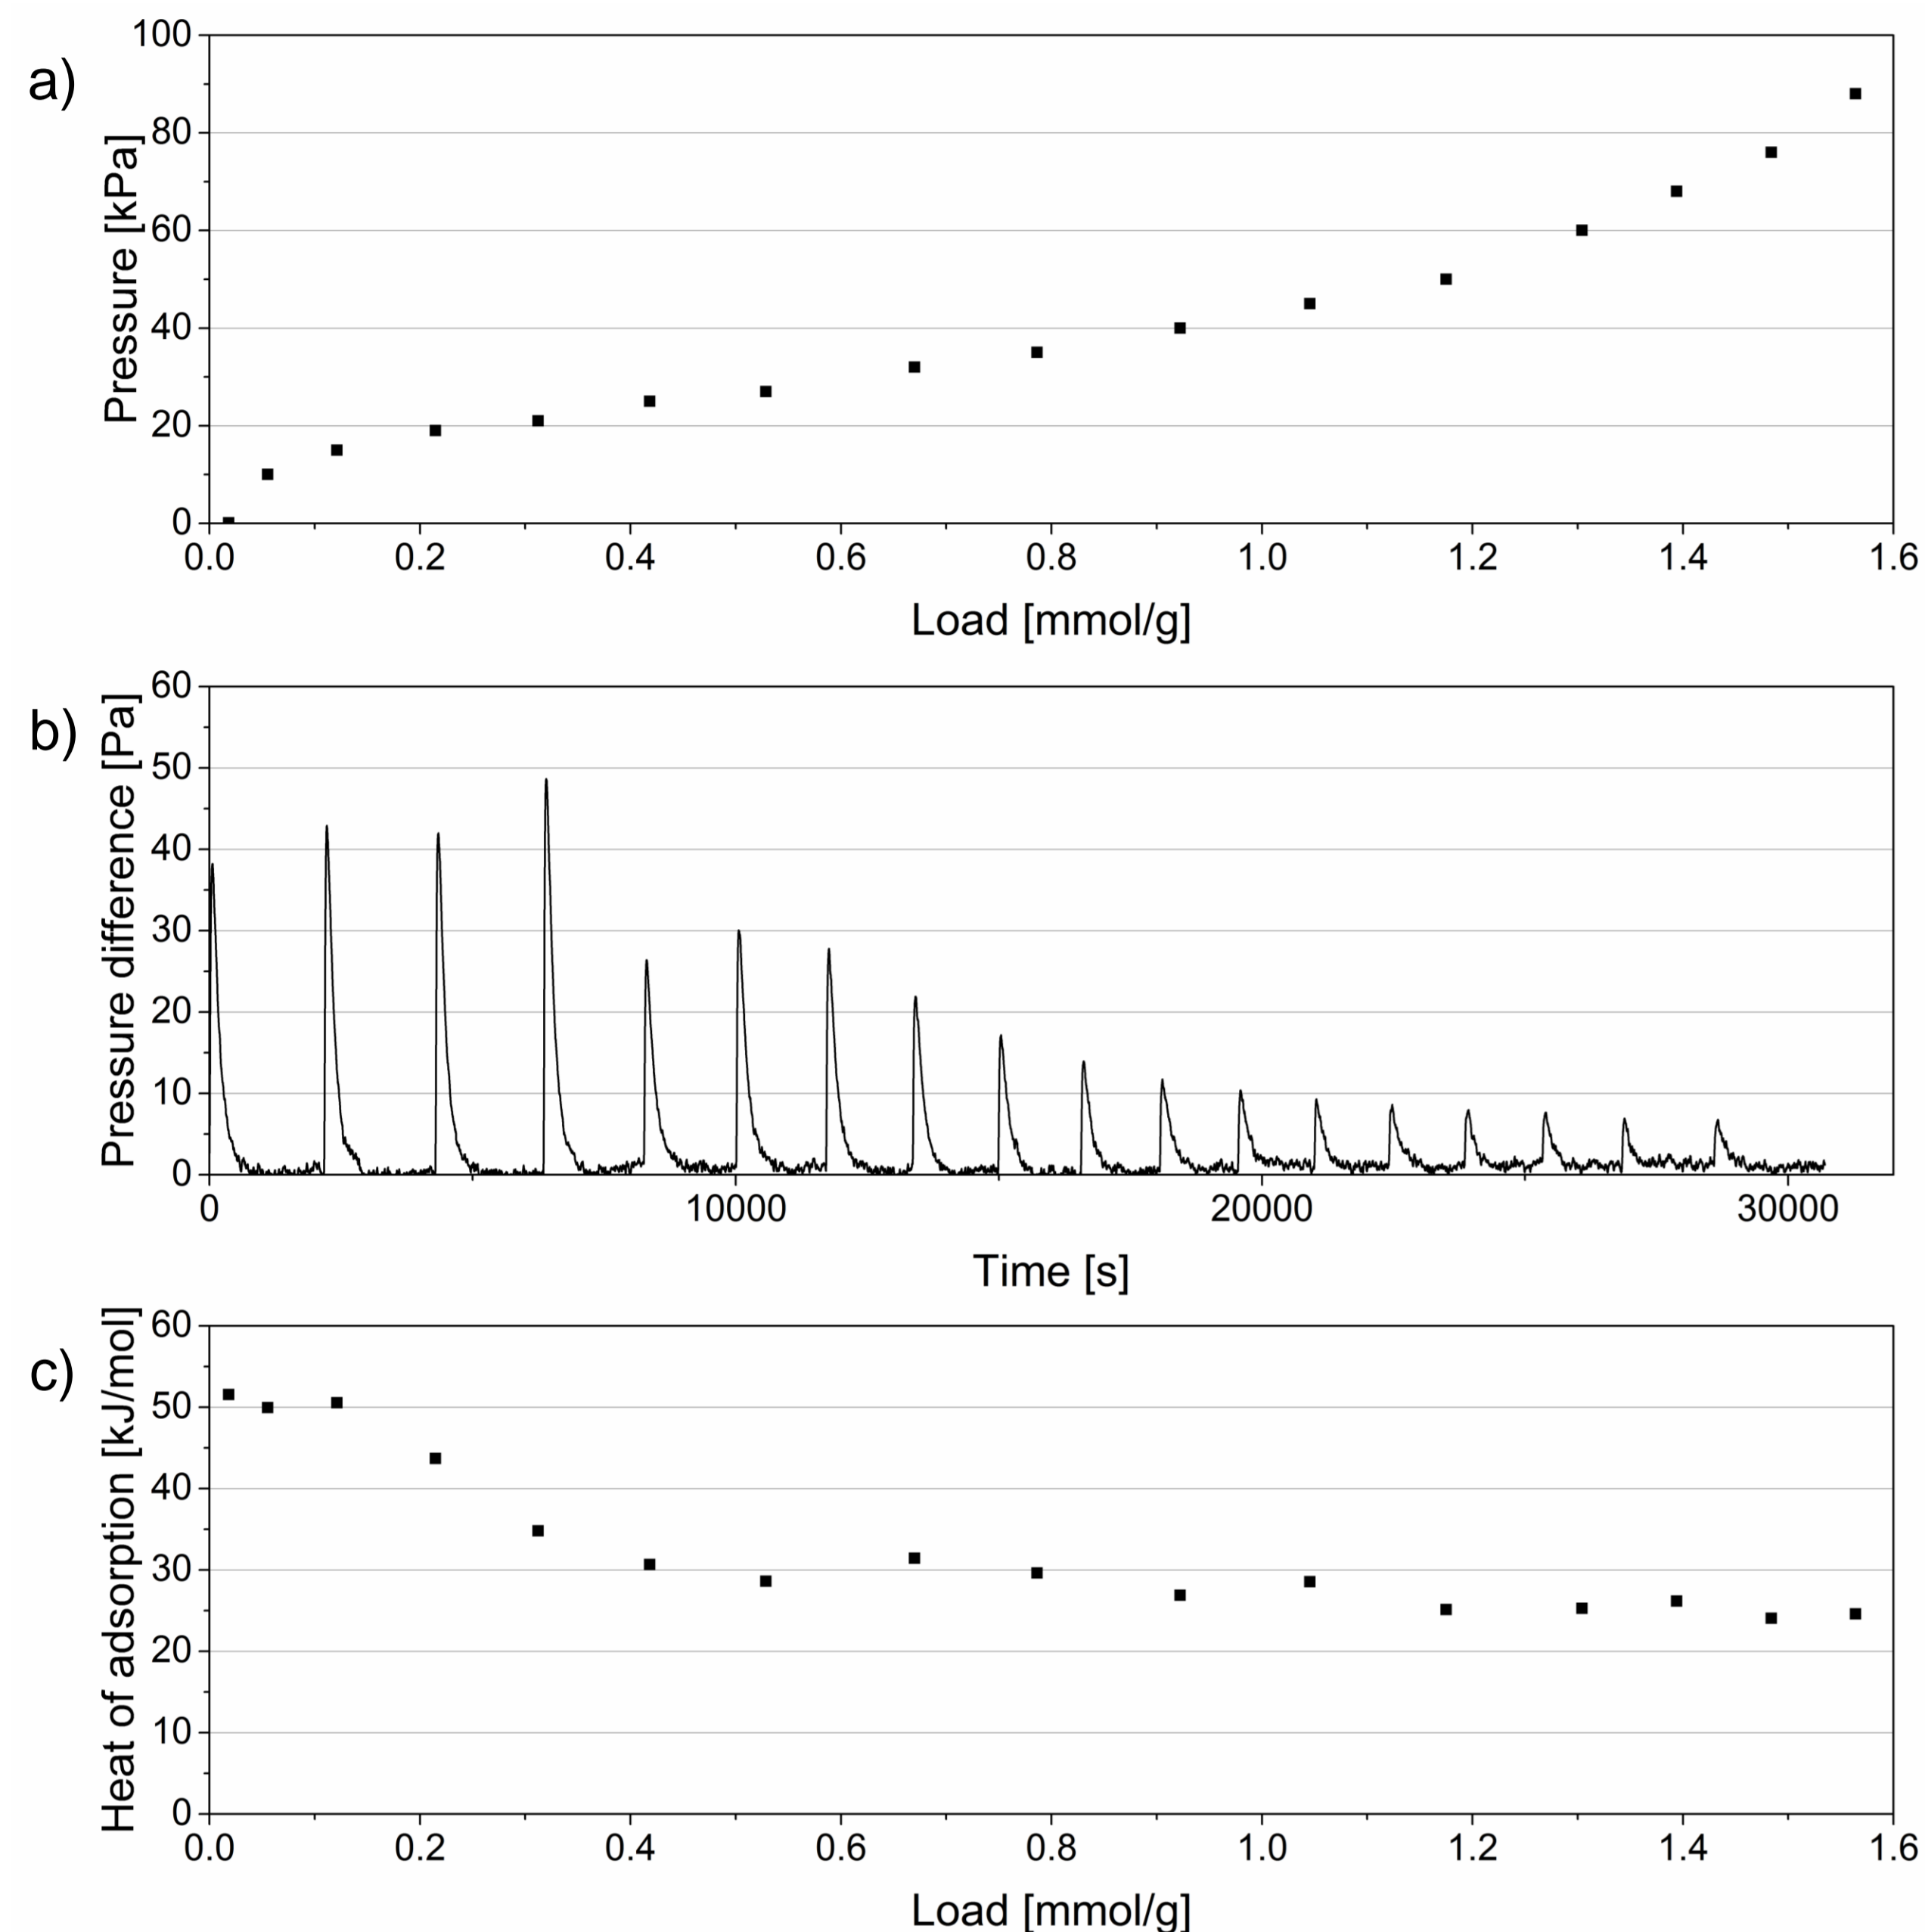 a)
Pressure [kPa]
100
80
60
40
20
0
0.0 0.2 0.4 0.6 0.8 1.0 1.2 1.4 1.6
Load [mmol/g]
b)
Pressure difference [Pa]
60
50
40
30
20
10
0
0 10000 20000 30000
Time [s]
c)
Heat of adsorption [kJ/mol]
60
50
40
30
20
10
0
0.0 0.2 0.4 0.6 0.8 1.0 1.2 1.4 1.6
Load [mmol/g]